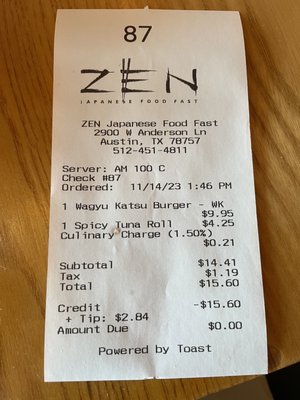 87
ZEN
JAPANESE FOOD FAST
ZEN Japanese Food Fast
2900 W Anderson Ln
Austin, TX 78757
512-451-4811
Server: AM 100 C
Check #87
Ordered: 11/14/23 1:46 PM
1 Wagyu Katsu Burger - WK
$9.95
1 Spicy Tuna Roll $4.25
Culinary Charge (1.50%)
$0.21
Subtotal $14.41
Tax $1.19
Total $15.60
Credit -$15.60
+ Tip: $2.84
Amount Due $0.00
Powered by Toast